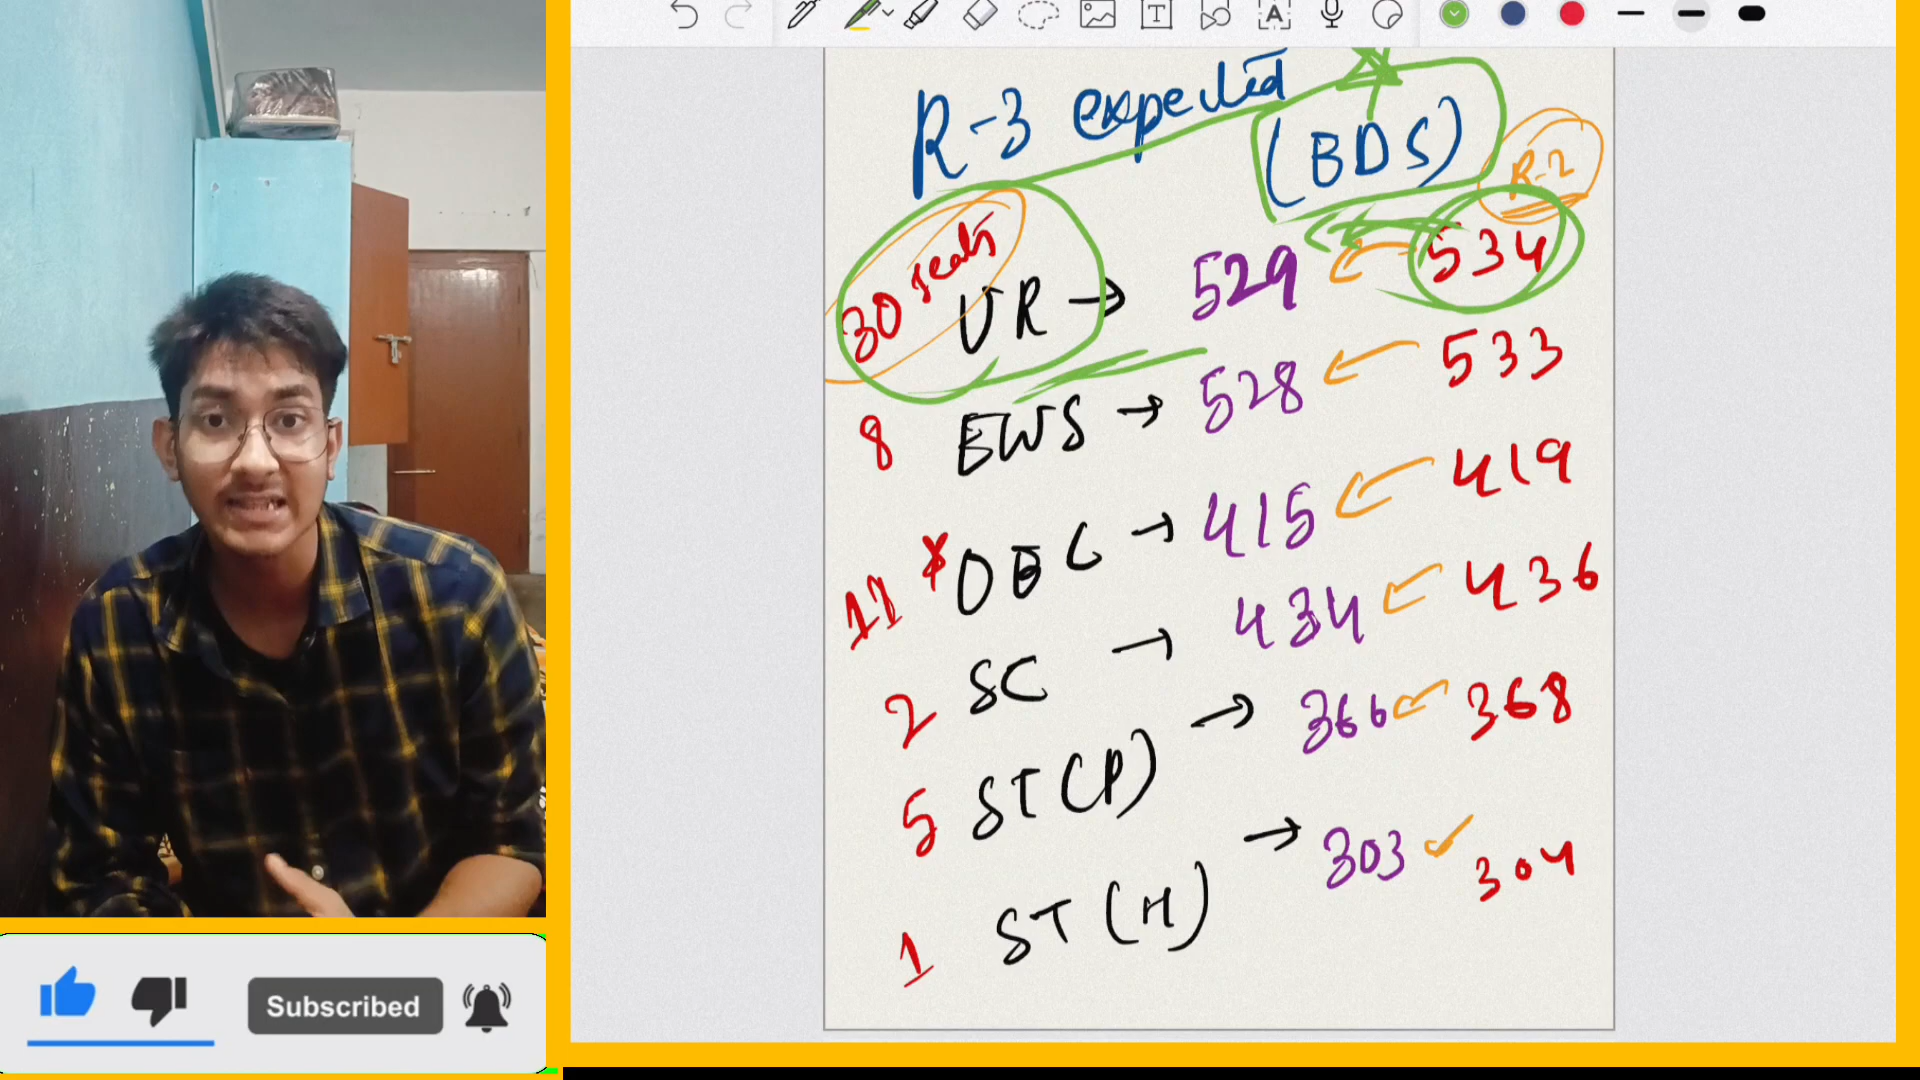 R-3 expected
(BDS)
R-2
30 seats UR → 529 534
8 EWS → 528 533
11 * OBC → 415 419
2 SC → 434 436
5 ST(P) → 366 368
1 ST(H) → 303 304
Subscribed
T
A